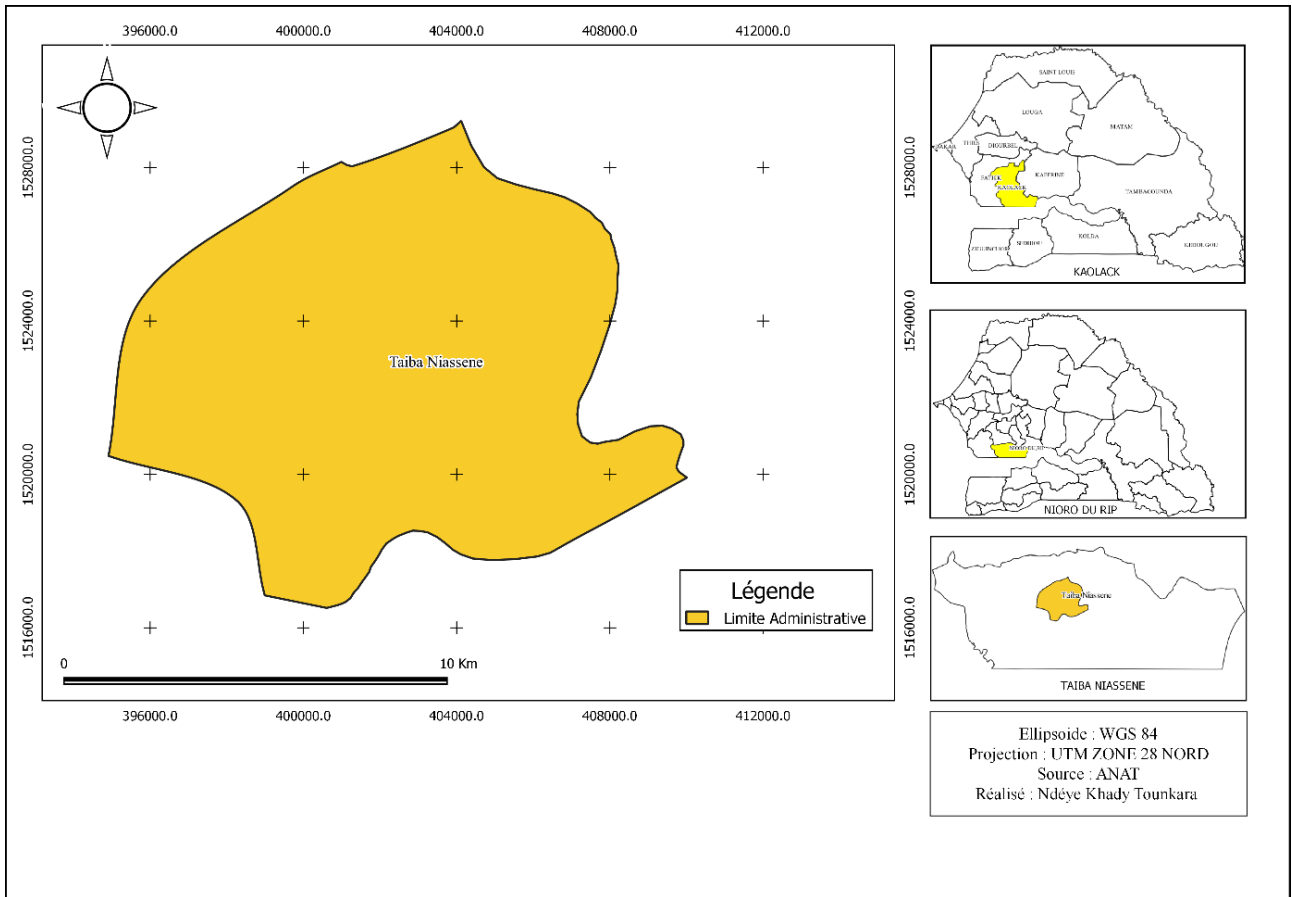 396000.0 400000.0 404000.0 408000.0 412000.0
1528000.0
1524000.0
1520000.0
1516000.0
Taiba Niassene
Légende
Limite Administrative
0 10 Km
396000.0 400000.0 404000.0 408000.0 412000.0
1528000.0
1524000.0
1520000.0
1516000.0
SAINT LOUIS
LOUGA
MATAM
DAKAR
THIES
DIOURBEL
FATICK
KAFFRINE
KAOLACK
TAMBACOUNDA
ZIGUINCHOR
SEDHIOU
KOLDA
KEDOUGOU
KAOLACK
NIORO DU RIP
NIORO DU RIP
Taiba Niassene
TAIBA NIASSENE
Ellipsoide : WGS 84
Projection : UTM ZONE 28 NORD
Source : ANAT
Réalisé : Ndéye Khady Tounkara